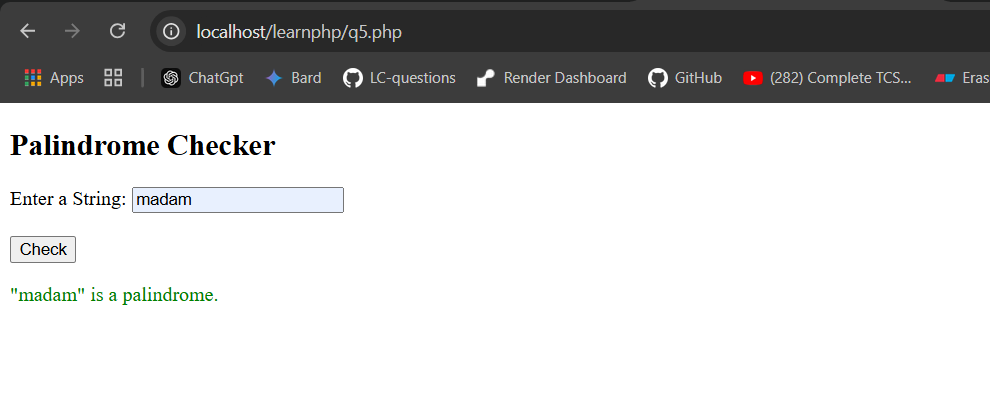 localhost/learnphp/q5.php
Apps ChatGpt Bard LC-questions Render Dashboard GitHub (282) Complete TCS... Eras
Palindrome Checker
Enter a String: madam
Check
"madam" is a palindrome.